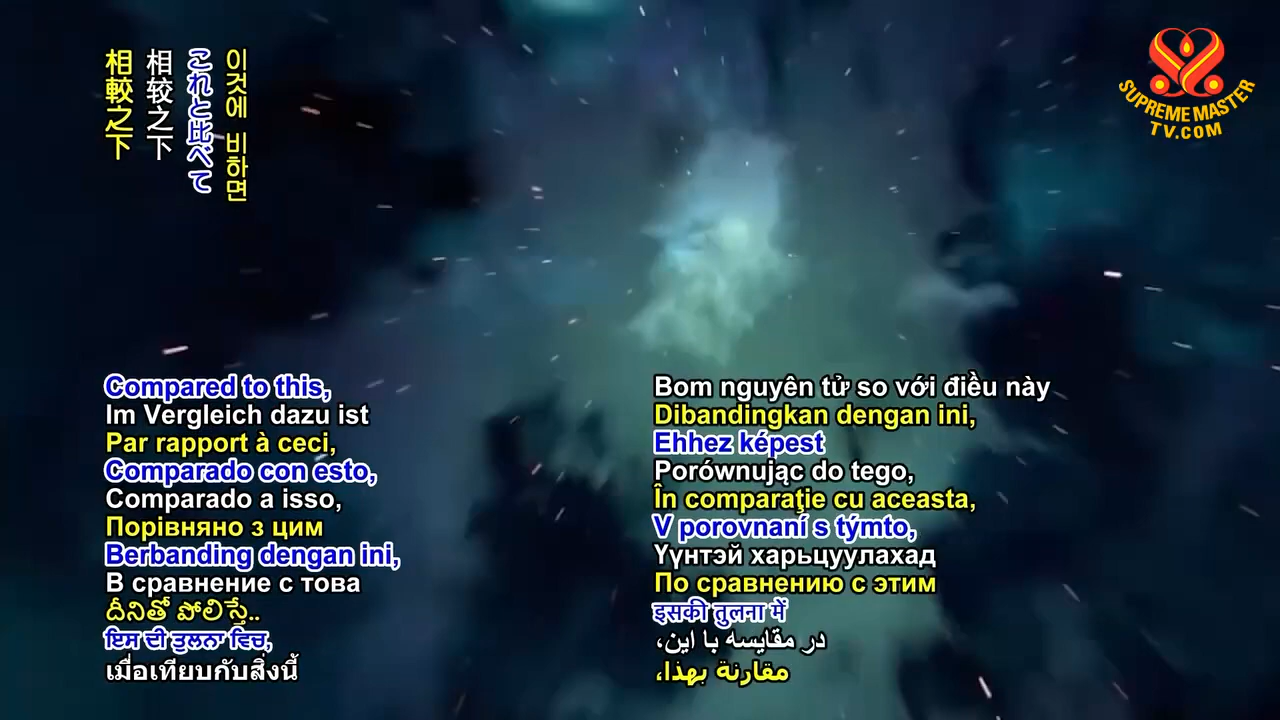 相較之下
相较之下
これと比べて
이것에 비하면
SUPREME MASTER
TV.COM
Compared to this,
Im Vergleich dazu ist
Par rapport à ceci,
Comparado con esto,
Comparado a isso,
Порівняно з цим
Berbanding dengan ini,
В сравнение с това
దీనితో పోలిస్తే..
ਇਸ ਦੀ ਤੁਲਨਾ ਵਿਚ,
เมื่อเทียบกับสิ่งนี้
Bom nguyên tử so với điều này
Dibandingkan dengan ini,
Ehhez képest
Porównując do tego,
În comparaţie cu aceasta,
V porovnaní s týmto,
Үүнтэй харьцуулахад
По сравнению с этим
इसकी तुलना में
در مقایسه با این،
مقارنة بهذا،